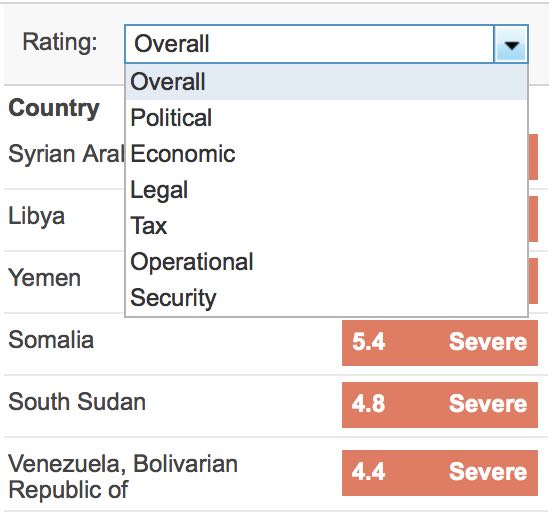 Rating: Overall
Overall
Country
Political
Syrian Aral Economic
Legal
Libya
Tax
Yemen
Operational
Security
Somalia 5.4 Severe
South Sudan 4.8 Severe
Venezuela, Bolivarian 4.4 Severe
Republic of